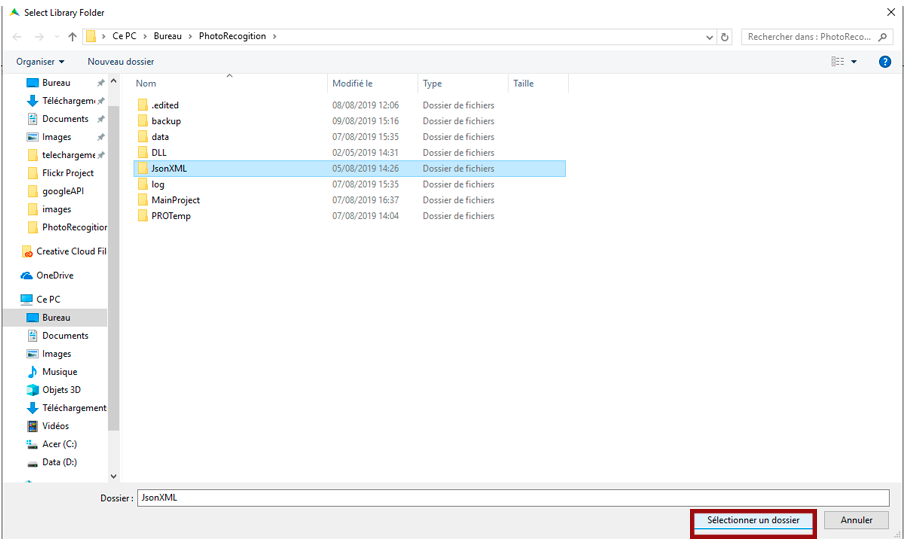 Select Library Folder
Ce PC > Bureau > PhotoRecogition >
Rechercher dans : PhotoReco...
Organiser
Nouveau dossier
?
Nom Modifié le Type Taille
.edited 08/08/2019 12:06 Dossier de fichiers
backup 09/08/2019 15:16 Dossier de fichiers
data 07/08/2019 15:35 Dossier de fichiers
DLL 02/05/2019 14:31 Dossier de fichiers
JsonXML 05/08/2019 14:26 Dossier de fichiers
log 07/08/2019 15:35 Dossier de fichiers
MainProject 07/08/2019 16:37 Dossier de fichiers
PROTemp 07/08/2019 14:04 Dossier de fichiers
Bureau
Téléchargem
Documents
Images
telechargeme
Flickr Project
googleAPI
images
PhotoRecogition
Creative Cloud Fil
OneDrive
Ce PC
Bureau
Documents
Images
Musique
Objets 3D
Téléchargement
Vidéos
Acer (C:)
Data (D:)
Dossier : JsonXML
Sélectionner un dossier
Annuler